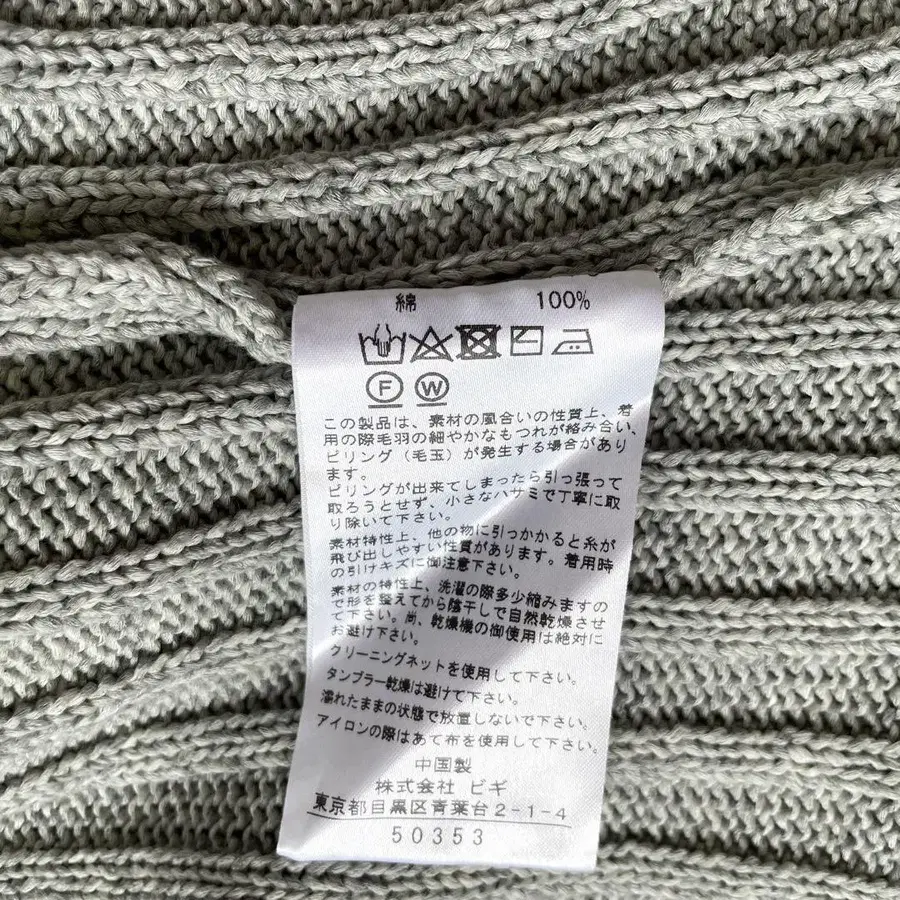 綿 100%
F W
この製品は、素材の風合いの性質上、着
用の際毛羽の細やかなもつれが絡み合い、
ピリング（毛玉）が発生する場合があり
ます。
ピリングが出来てしまったら引っ張って
取ろうとせず、小さなハサミで丁寧に取
り除いて下さい。
素材特性上、他の物に引っかかると糸が
飛び出しやすい性質があります。着用時
の引けキズに御注意下さい。
素材の特性上、洗濯の際多少縮みますの
で形を整えてから陰干しで自然乾燥させ
て下さい。尚、乾燥機の御使用は絶対に
お避け下さい。
クリーニングネットを使用して下さい。
タンブラー乾燥は避けて下さい。
濡れたままの状態で放置しないで下さい。
アイロンの際はあて布を使用して下さい。
中国製
株式会社 ビギ
東京都目黒区青葉台2-1-4
50353